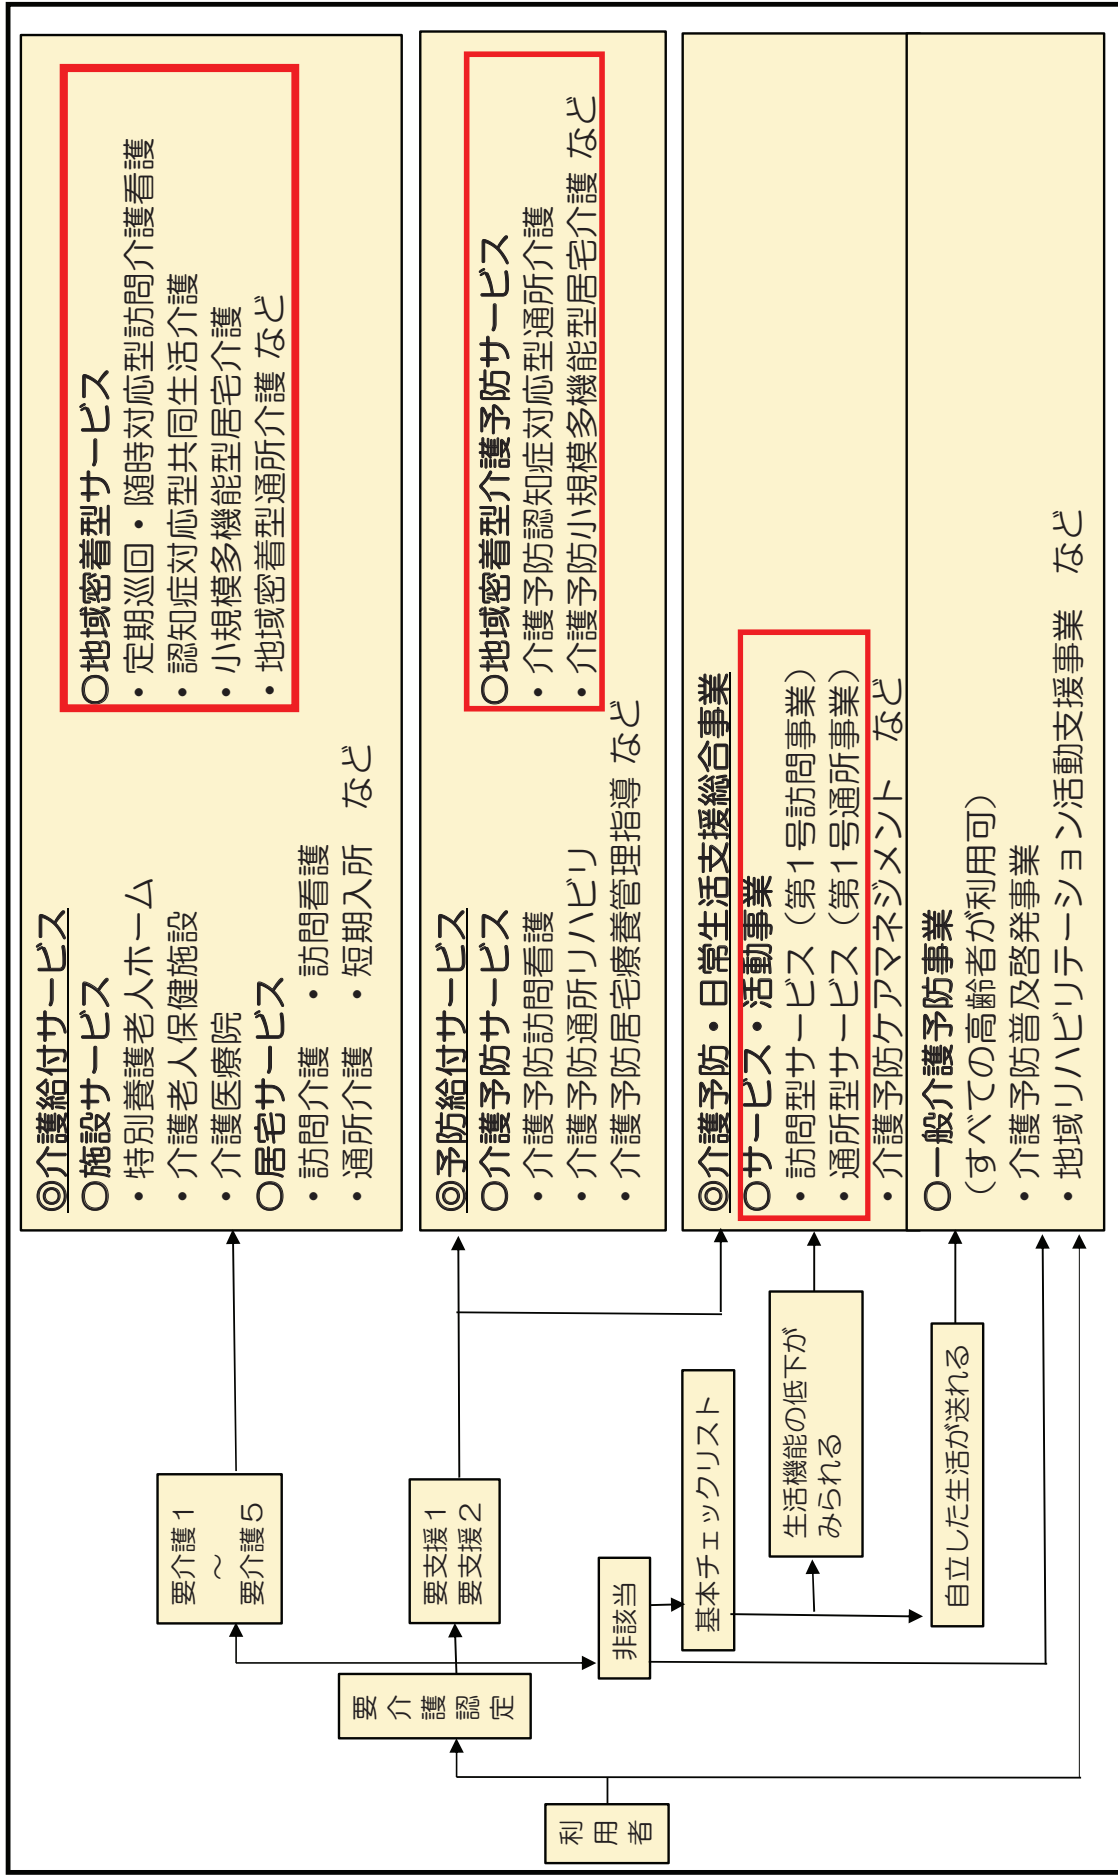 利用者
要介護認定
要介護１
～
要介護５
要支援１
要支援２
非該当
基本チェックリスト
生活機能の低下が
みられる
自立した生活が送れる
◎介護給付サービス
○施設サービス
・特別養護老人ホーム
・介護老人保健施設
・介護医療院
○居宅サービス
・訪問介護　・訪問看護
・通所介護　・短期入所　など
○地域密着型サービス
・定期巡回・随時対応型訪問介護看護
・認知症対応型共同生活介護
・小規模多機能型居宅介護
・地域密着型通所介護 など
◎予防給付サービス
○介護予防サービス
・介護予防訪問看護
・介護予防通所リハビリ
・介護予防居宅療養管理指導 など
○地域密着型介護予防サービス
・介護予防認知症対応型通所介護
・介護予防小規模多機能型居宅介護 など
◎介護予防・日常生活支援総合事業
○サービス・活動事業
・訪問型サービス（第１号訪問事業）
・通所型サービス（第１号通所事業）
・介護予防ケアマネジメント　など
○一般介護予防事業
（すべての高齢者が利用可）
・介護予防普及啓発事業
・地域リハビリテーション活動支援事業　など